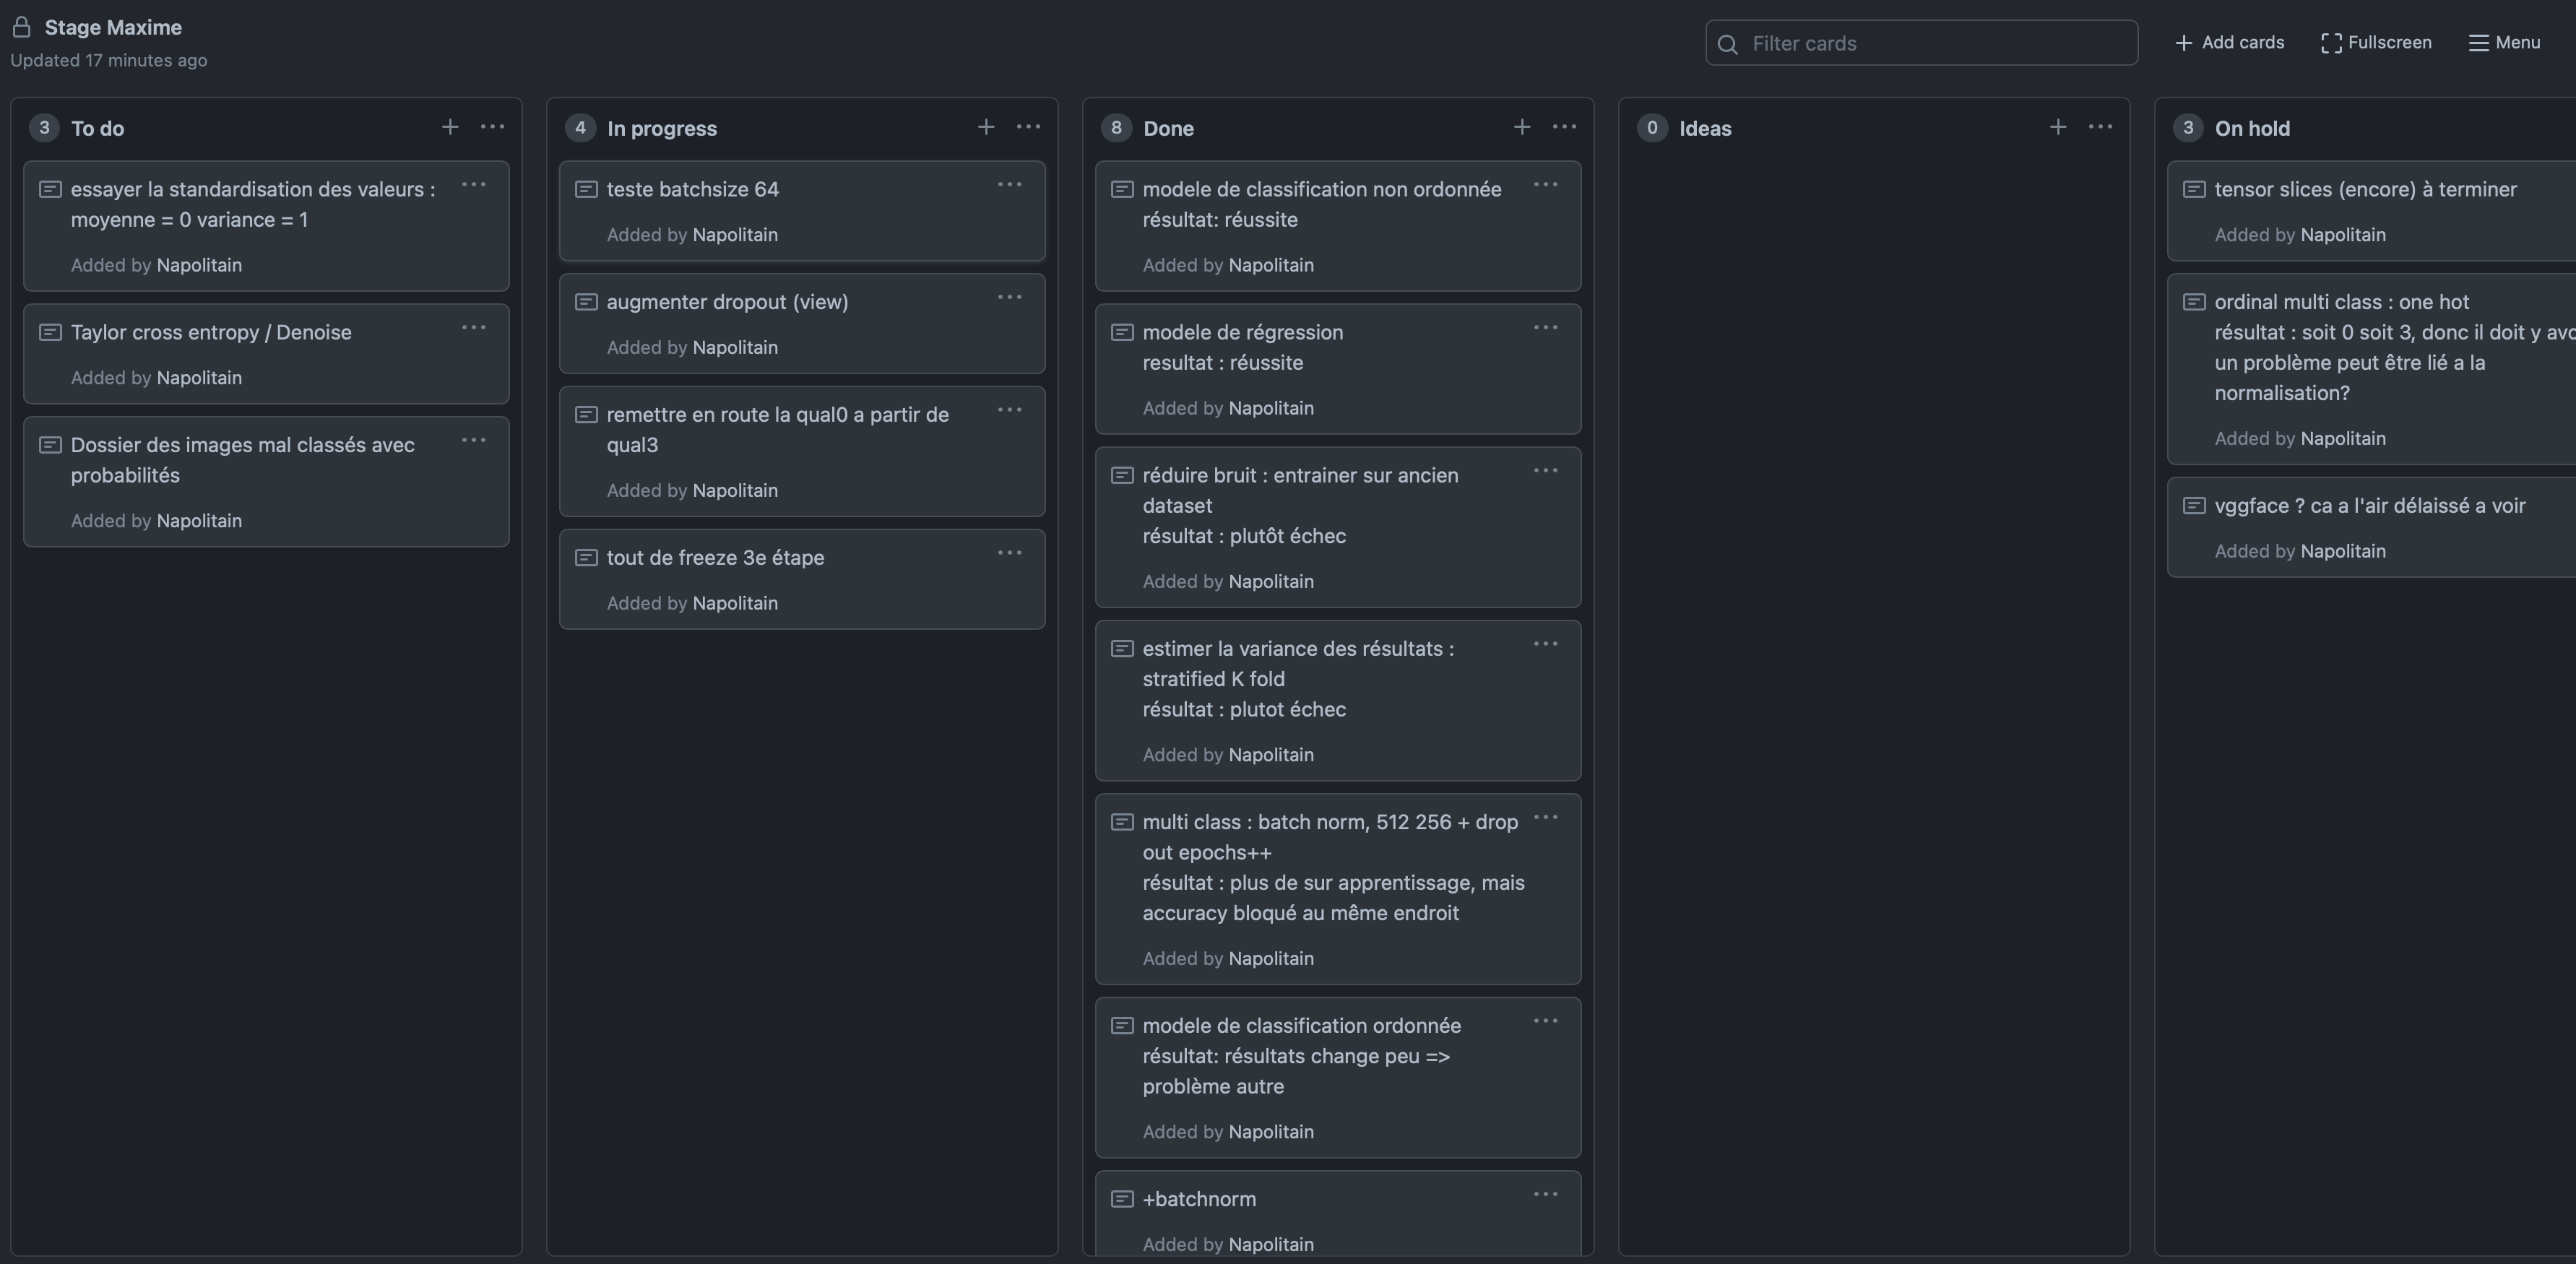 Stage Maxime
Updated 17 minutes ago
Filter cards
Add cards
Fullscreen
Menu
3 To do
essayer la standardisation des valeurs :
moyenne = 0 variance = 1
Added by Napolitain
Taylor cross entropy / Denoise
Added by Napolitain
Dossier des images mal classés avec
probabilités
Added by Napolitain
4 In progress
teste batchsize 64
Added by Napolitain
augmenter dropout (view)
Added by Napolitain
remettre en route la qual0 a partir de
qual3
Added by Napolitain
tout de freeze 3e étape
Added by Napolitain
8 Done
modele de classification non ordonnée
résultat: réussite
Added by Napolitain
modele de régression
resultat : réussite
Added by Napolitain
réduire bruit : entrainer sur ancien
dataset
résultat : plutôt échec
Added by Napolitain
estimer la variance des résultats :
stratified K fold
résultat : plutot échec
Added by Napolitain
multi class : batch norm, 512 256 + drop
out epochs++
résultat : plus de sur apprentissage, mais
accuracy bloqué au même endroit
Added by Napolitain
modele de classification ordonnée
résultat: résultats change peu =>
problème autre
Added by Napolitain
+batchnorm
Added by Napolitain
0 Ideas
3 On hold
tensor slices (encore) à terminer
Added by Napolitain
ordinal multi class : one hot
résultat : soit 0 soit 3, donc il doit y
un problème peut être lié a la
normalisation?
Added by Napolitain
vggface ? ca a l'air délaissé a voir
Added by Napolitain